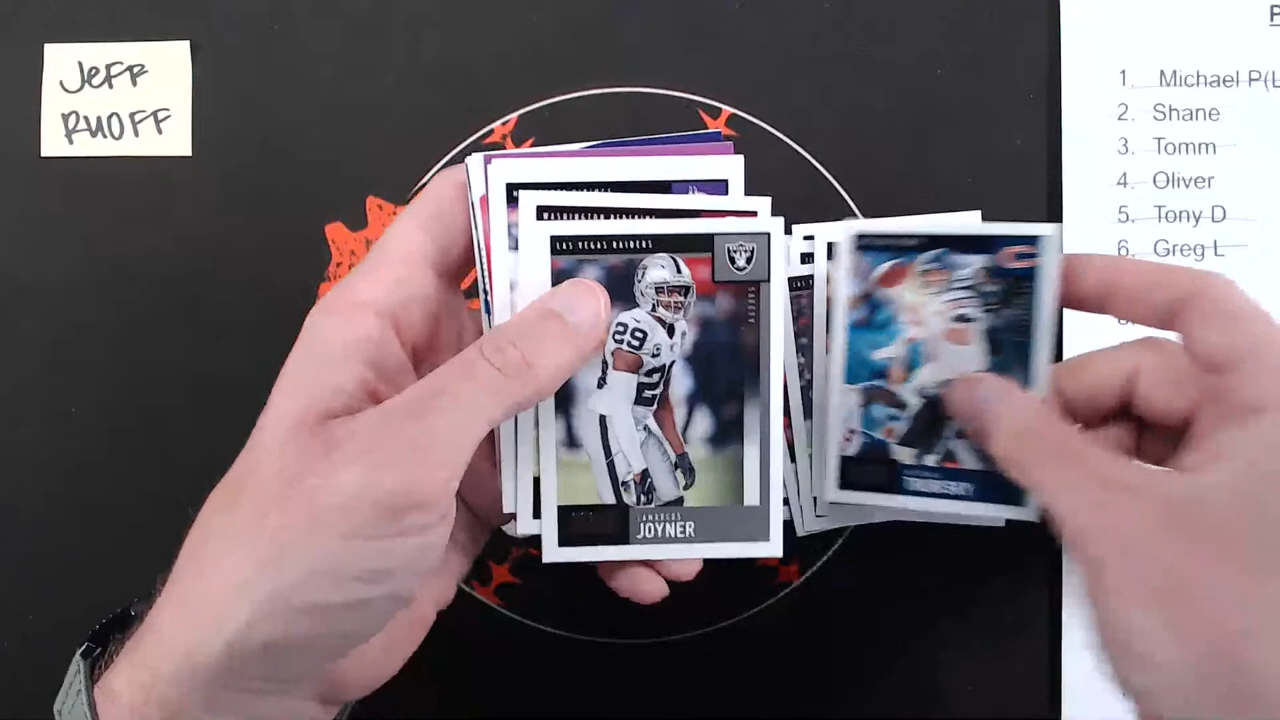 JEFF
RUOFF
P
1. Michael P(L
2. Shane
3. Tomm
4. Oliver
5. Tony D
6. Greg L
WASHINGTON REDSKINS
LAS VEGAS RAIDERS
29
LAMARCUS
JOYNER